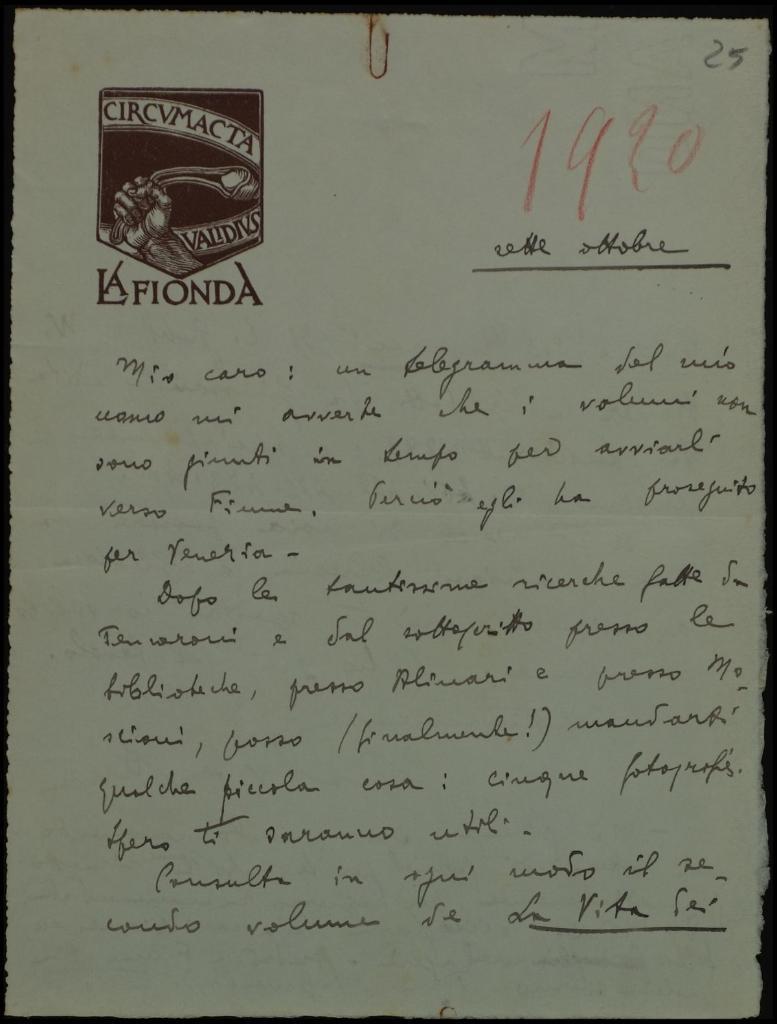 25
CIRCVMACTA
VALIDIVS
LA FIONDA
1920
sette ottobre
Mio caro: un telegramma del mio
uomo mi avverte che i volumi non
sono giunti in tempo per avviarli
verso Fiume. Perciò egli ha proseguito
per Venezia -
Dopo le tantissime ricerche fatte da
Tencaroni e dal sottoscritto presso le
biblioteche, presso Alinari e presso Mo-
scioni, posso (finalmente!) mandarti
qualche piccola cosa: cinque fotografie.
Spero ti saranno utili -
Consulta in ogni modo il se-
condo volume de La Vita dei